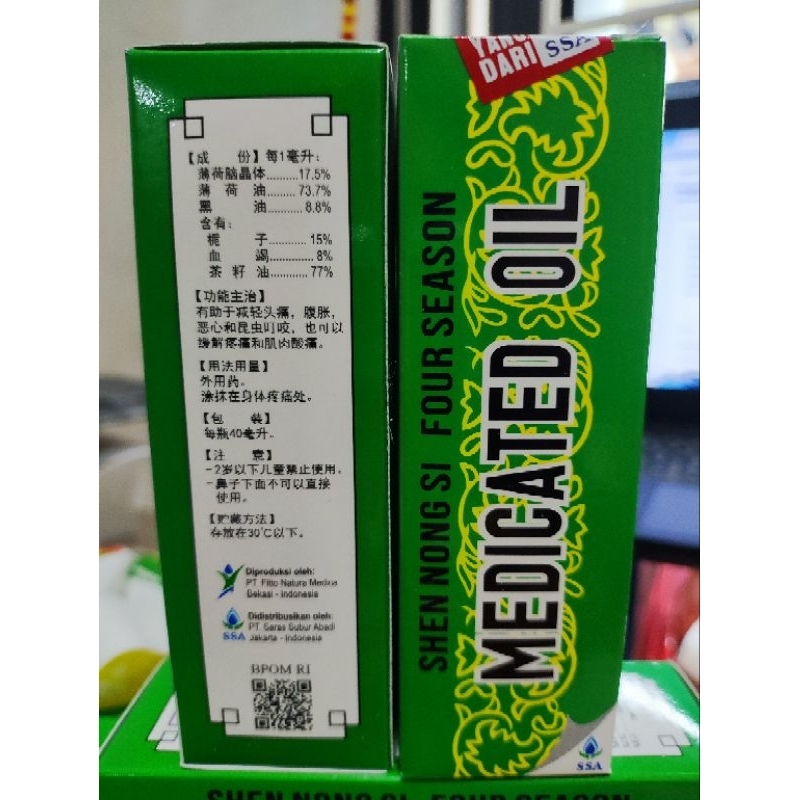 【成 份】每1毫升：
薄荷脑晶体..........17.5%
薄 荷 油.........73.7%
黑 油.........8.8%
含有：
栀 子............15%
血 竭..............8%
茶 籽 油............77%
【功能主治】
有助于减轻头痛，腹胀，
恶心和昆虫叮咬，也可以
缓解疼痛和肌肉酸痛。
【用法用量】
外用药。
涂抹在身体疼痛处。
【包 装】
每瓶40毫升。
【注 意】
-2岁以下儿童禁止使用。
-鼻子下面不可以直接
使用。
【贮藏方法】
存放在30°C以下。
Diproduksi oleh:
PT. Fitto Natura Medica
Bekasi - Indonesia
Didistribusikan oleh:
PT. Saras Subur Abadi
Jakarta - Indonesia
SSA
BPOM RI
YANG
DARI SSA
SHEN NONG SI FOUR SEASON
MEDICATED OIL
SSA
SHEN NONG SI FOUR SEASON